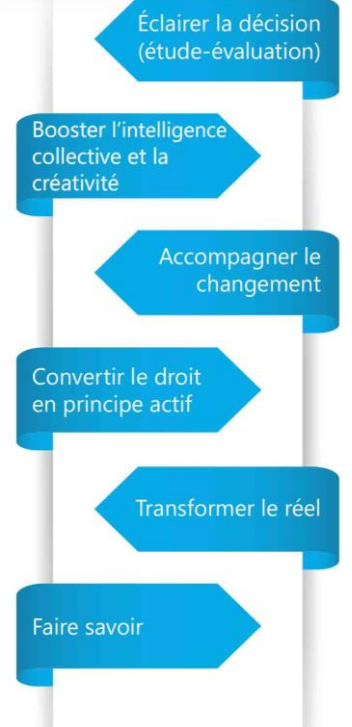 Éclairer la décision
(étude-évaluation)
Booster l'intelligence
collective et la
créativité
Accompagner le
changement
Convertir le droit
en principe actif
Transformer le réel
Faire savoir